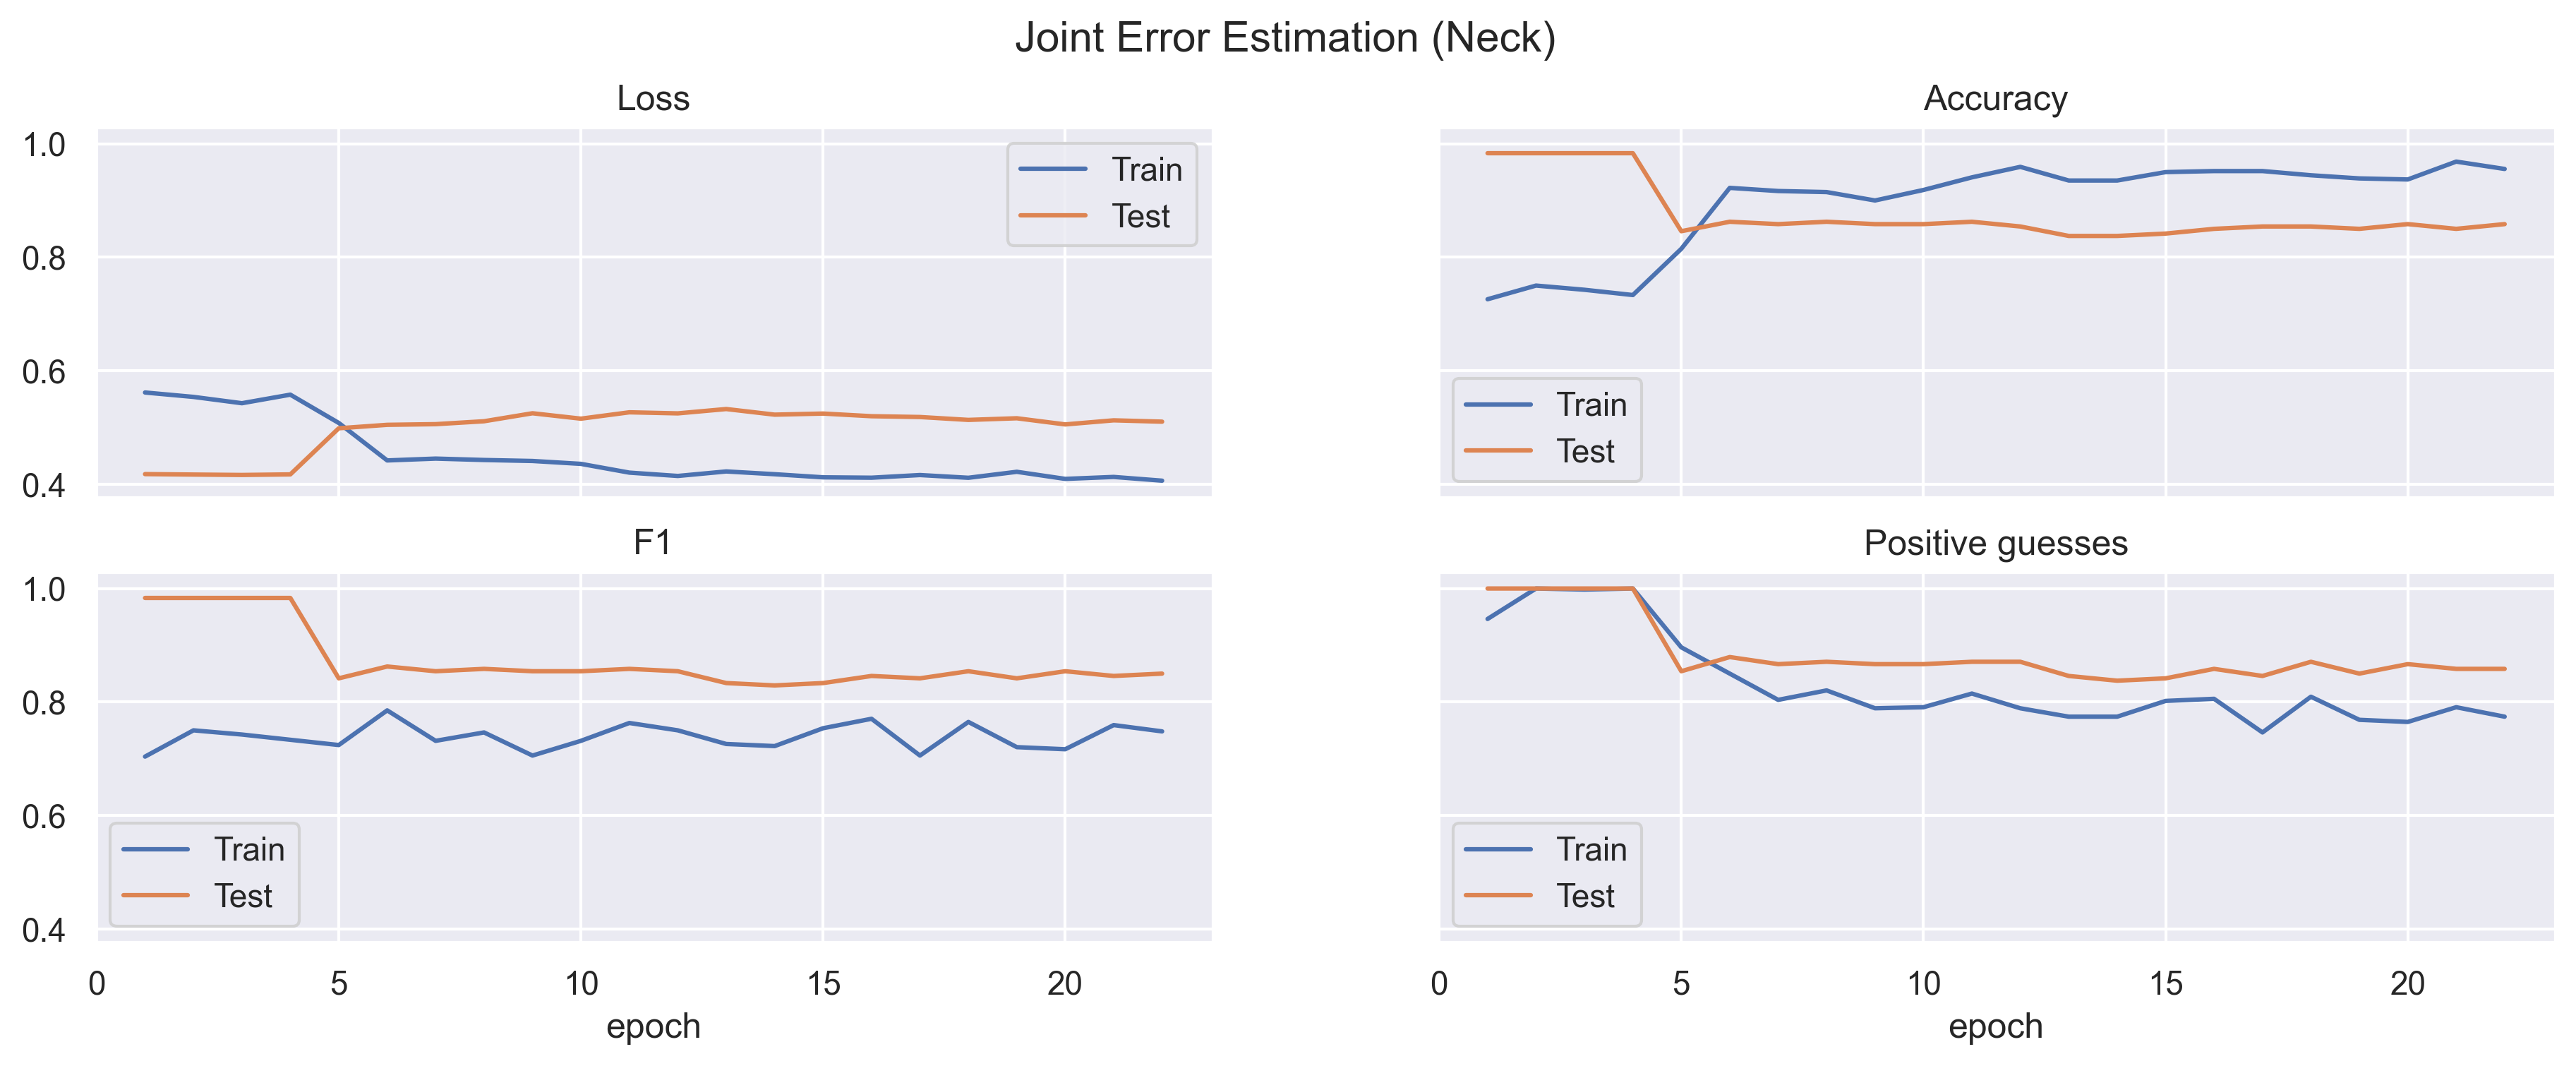 Joint Error Estimation (Neck)
Loss
1.0
0.8
0.6
0.4
Train
Test
Accuracy
Train
Test
F1
1.0
0.8
0.6
0.4
Train
Test
0 5 10 15 20
epoch
Positive guesses
Train
Test
0 5 10 15 20
epoch